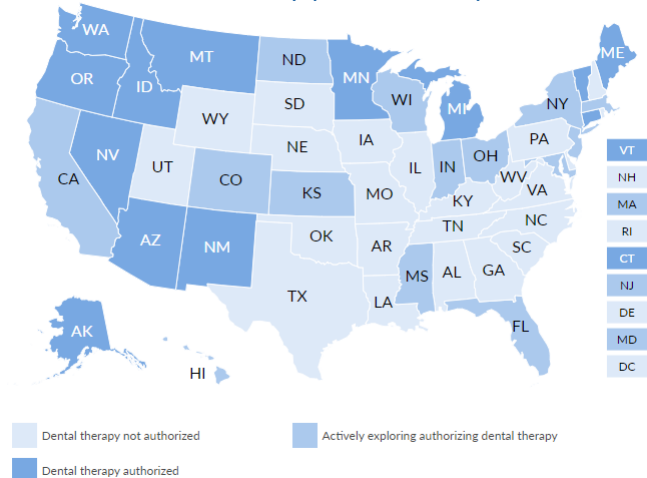 WA
MT
ND
MN
ME
OR
ID
SD
WI
MI
NY
WY
IA
PA
NV
NE
IL
IN
OH
VT
UT
CO
WV
NH
CA
KS
MO
KY
VA
MA
OK
TN
NC
RI
AZ
NM
AR
SC
CT
MS
AL
GA
NJ
TX
LA
DE
FL
MD
AK
DC
HI
Dental therapy not authorized
Actively exploring authorizing dental therapy
Dental therapy authorized